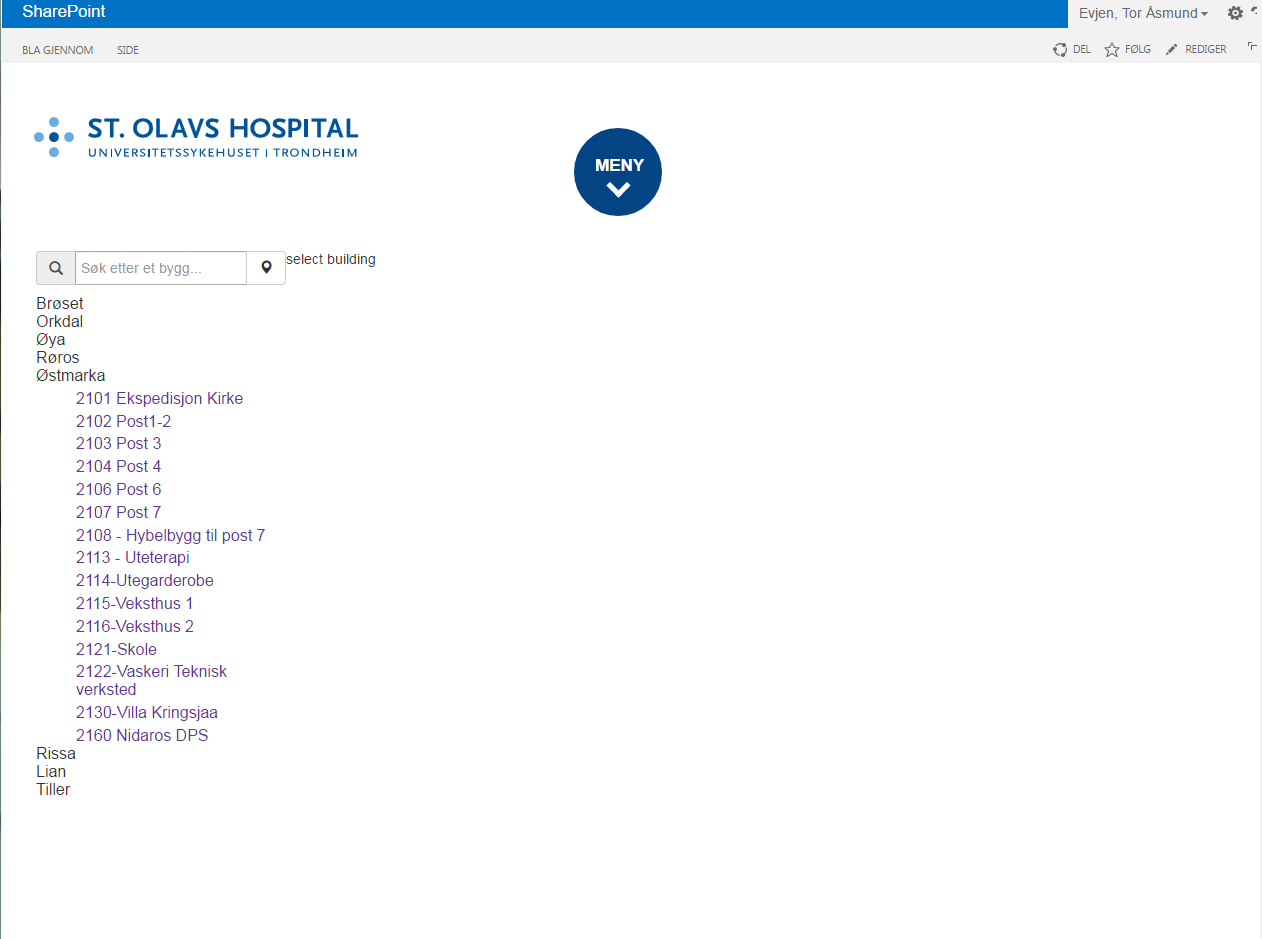 SharePoint
Evjen, Tor Åsmund
BLA GJENNOM SIDE
DEL FØLG REDIGER
ST. OLAVS HOSPITAL
UNIVERSITETSSYKEHUSET I TRONDHEIM
MENY
Søk etter et bygg...
select building
Brøset
Orkdal
Øya
Røros
Østmarka
2101 Ekspedisjon Kirke
2102 Post1-2
2103 Post 3
2104 Post 4
2106 Post 6
2107 Post 7
2108 - Hybelbygg til post 7
2113 - Uteterapi
2114-Utegarderobe
2115-Veksthus 1
2116-Veksthus 2
2121-Skole
2122-Vaskeri Teknisk
verksted
2130-Villa Kringsjaa
2160 Nidaros DPS
Rissa
Lian
Tiller